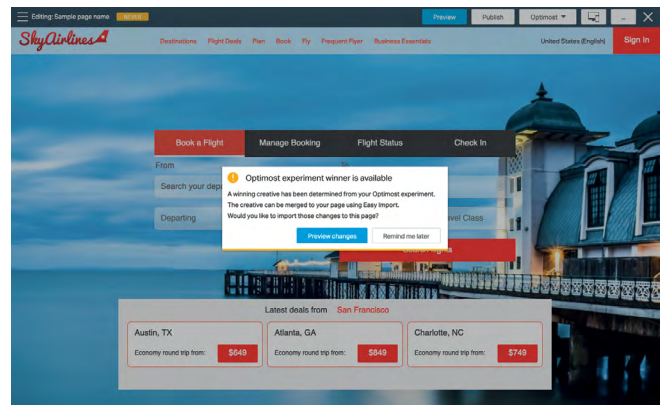 Editing: Sample page name
Preview
Publish
Optimost
SkyAirlines
Destinations Flight Deals Plan Book Fly Frequent Flyer Business Essentials
United States (English)
Sign In
Book a Flight Manage Booking Flight Status Check In
From
To
Search your depa
Optimost experiment winner is available
A winning creative has been determined from your Optimost experiment.
The creative can be merged to your page using Easy Import.
Would you like to import those changes to this page?
Preview changes Remind me later
Departing
avel Class
Latest deals from San Francisco
Austin, TX
Economy round trip from: $649
Atlanta, GA
Economy round trip from: $849
Charlotte, NC
Economy round trip from: $749